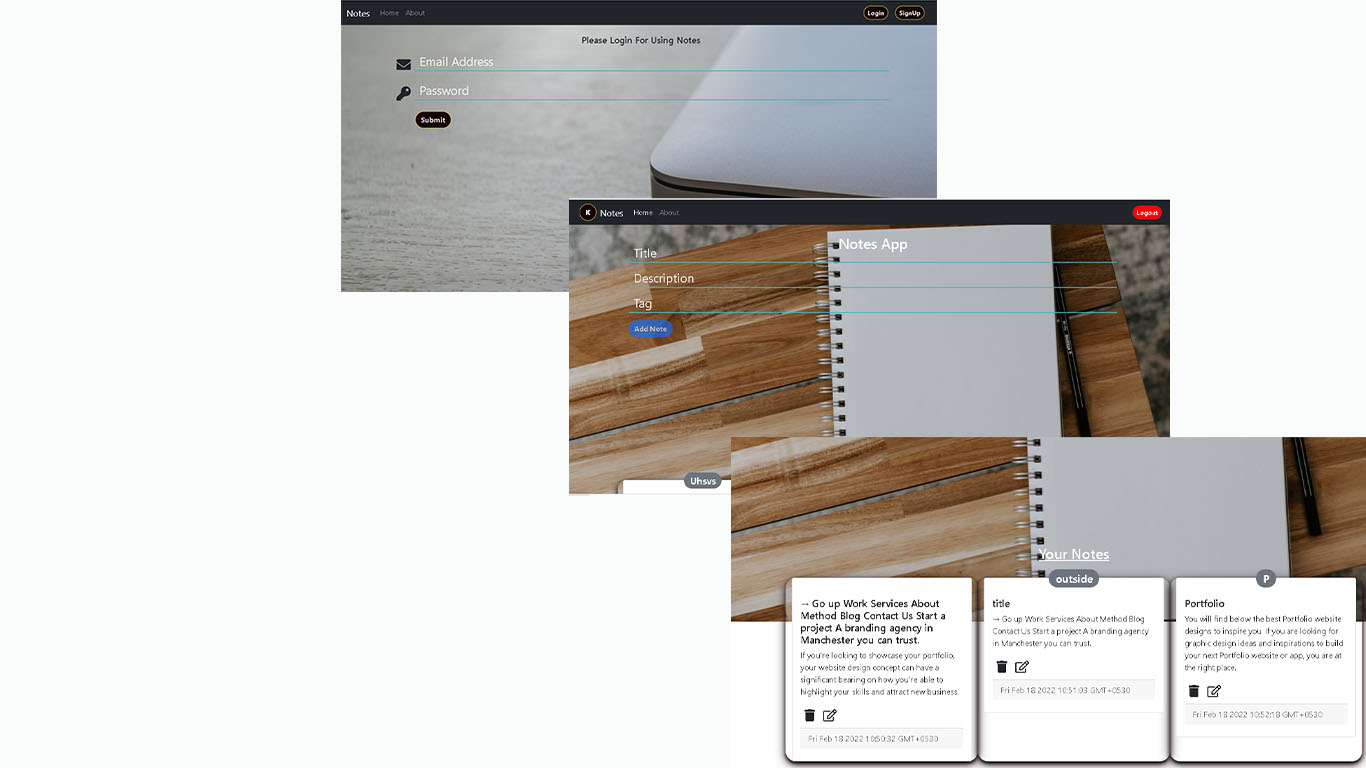 Notes Home About Login SignUp
Please Login For Using Notes
Email Address
Password
Submit
K Notes Home About Logout
Notes App
Title
Description
Tag
Add Note
Uhsvs
Your Notes
→ Go up Work Services About
Method Blog Contact Us Start a
project A branding agency in
Manchester you can trust.
If you're looking to showcase your portfolio,
your website design concept can have a
significant bearing on how you're able to
highlight your skills and attract new business.
Fri Feb 18 2022 10:50:32 GMT+0530
outside
title
→ Go up Work Services About Method Blog
Contact Us Start a project A branding agency
in Manchester you can trust.
Fri Feb 18 2022 10:51:03 GMT+0530
P
Portfolio
You will find below the best Portfolio website
designs to inspire you. If you are looking for
graphic design ideas and inspirations to build
your next Portfolio website or app, you are at
the right place.
Fri Feb 18 2022 10:52:18 GMT+0530